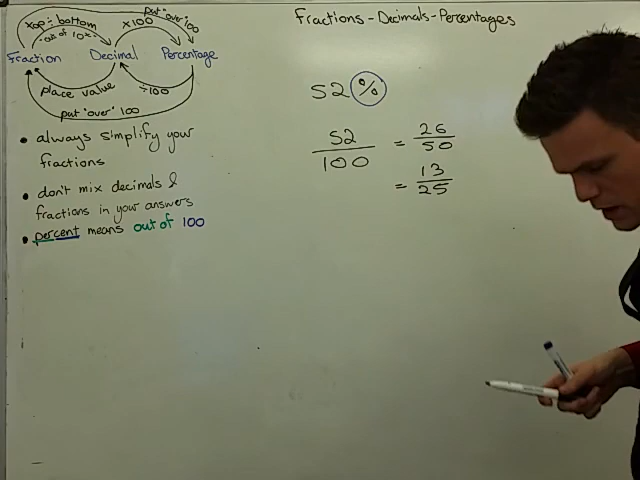 Fractions - Decimals - Percentages
put "over" 100
top ÷ bottom
x100
"out of 10x"
Fraction Decimal Percentage
place value
÷100
put "over" 100
• always simplify your
fractions
• don't mix decimals &
fractions in your answers
• percent means out of 100
52%
52/100 = 26/50
= 13/25